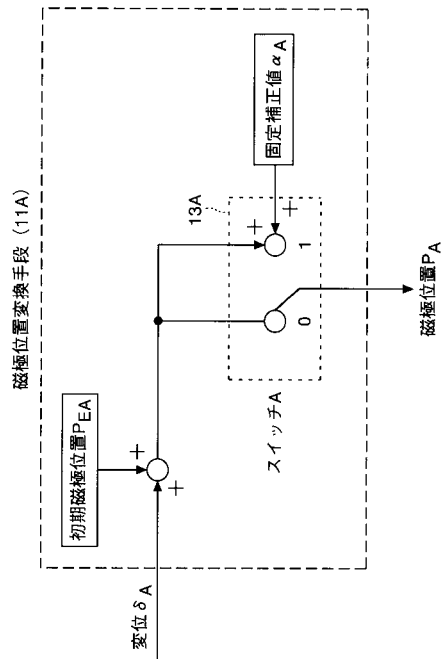 磁極位置変換手段 (11A)
初期磁極位置PEA
+
+
変位δA
固定補正値αA
13A
+
+
0
1
スイッチA
磁極位置PA